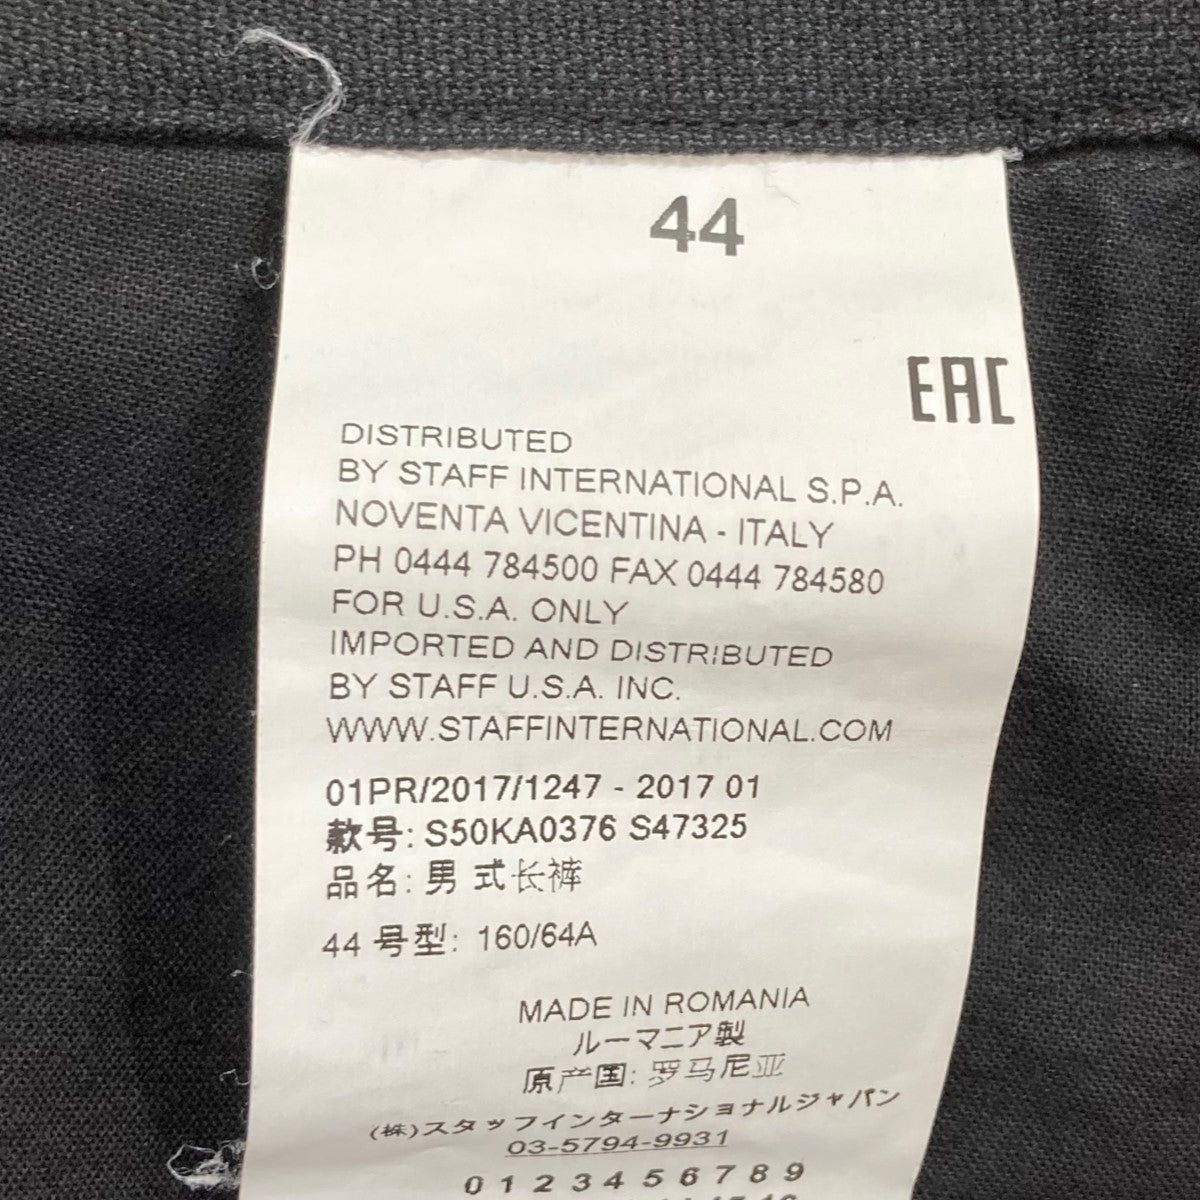 44
EAC
DISTRIBUTED
BY STAFF INTERNATIONAL S.P.A.
NOVENTA VICENTINA - ITALY
PH 0444 784500 FAX 0444 784580
FOR U.S.A. ONLY
IMPORTED AND DISTRIBUTED
BY STAFF U.S.A. INC.
WWW.STAFFINTERNATIONAL.COM
01PR/2017/1247 - 2017 01
款号: S50KA0376 S47325
品名: 男 式长裤
44 号型: 160/64A
MADE IN ROMANIA
ルーマニア製
原产国: 罗马尼亚
(株)スタッフインターナショナルジャパン
03-5794-9931
0 1 2 3 4 5 6 7 8 9